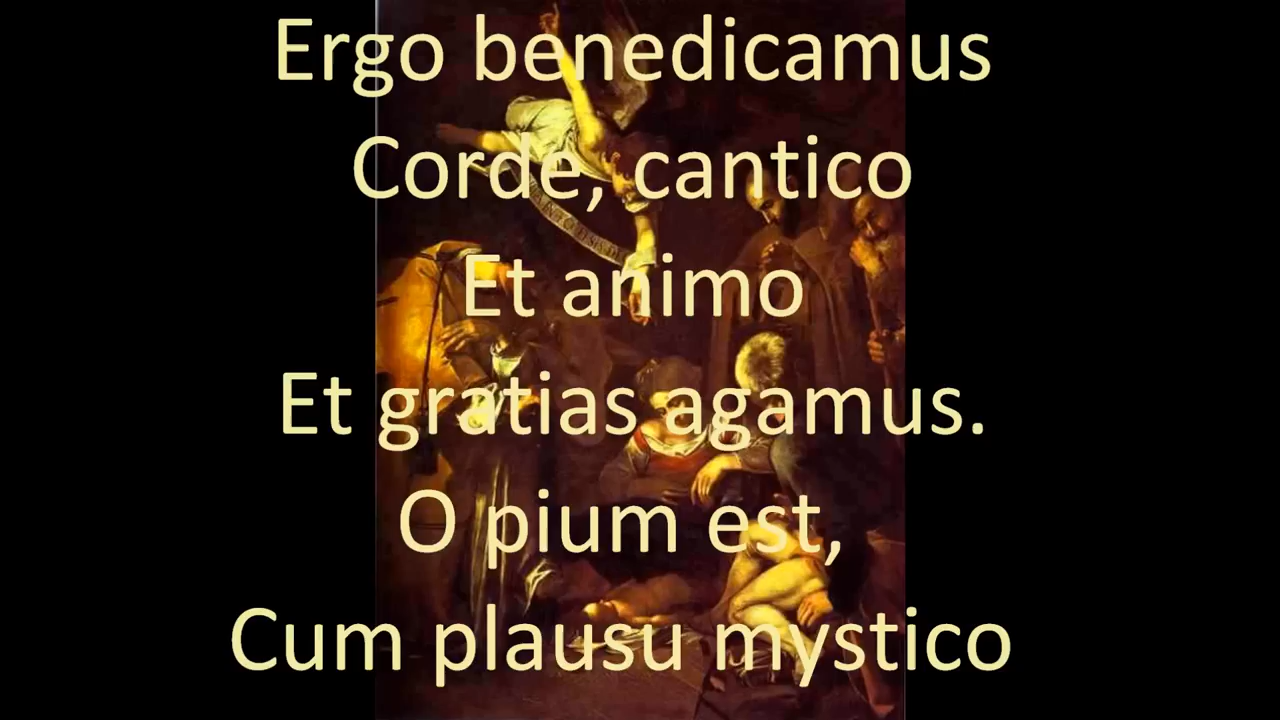 Ergo benedicamus
Corde, cantico
Et animo
Et gratias agamus.
O pium est,
Cum plausu mystico